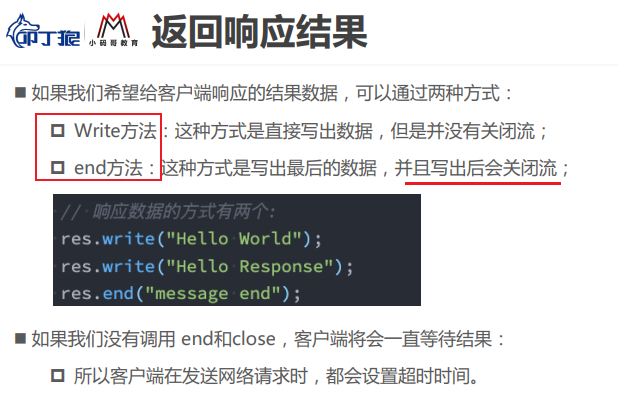 叩丁狼
小码哥教育
返回响应结果
如果我们希望给客户端响应的结果数据，可以通过两种方式：
Write方法：这种方式是直接写出数据，但是并没有关闭流；
end方法：这种方式是写出最后的数据，并且写出后会关闭流；
// 响应数据的方式有两个:
res.write("Hello World");
res.write("Hello Response");
res.end("message end");
如果我们没有调用 end和close，客户端将会一直等待结果：
所以客户端在发送网络请求时，都会设置超时时间。